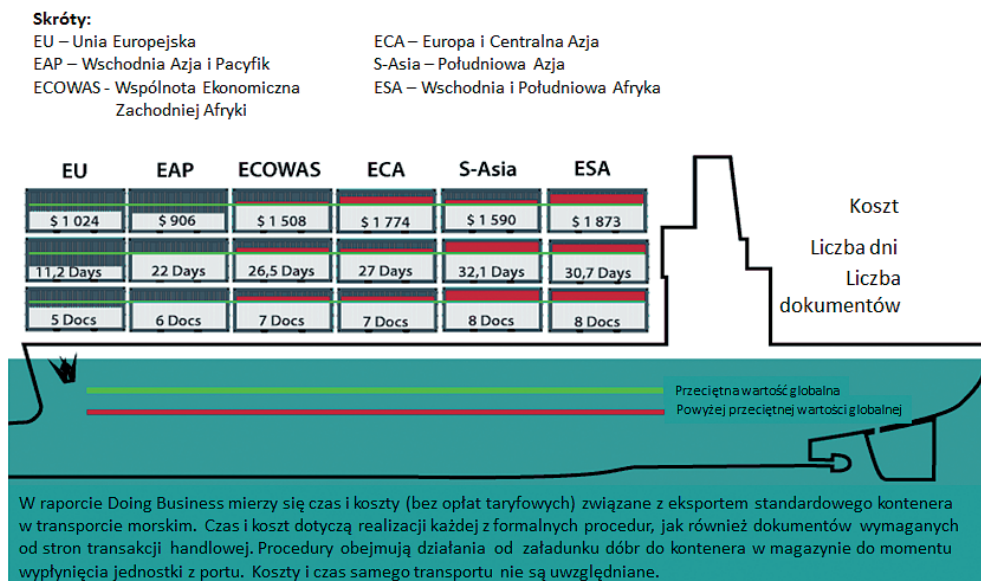 Skróty:
EU – Unia Europejska
EAP – Wschodnia Azja i Pacyfik
ECOWAS - Wspólnota Ekonomiczna
Zachodniej Afryki
ECA – Europa i Centralna Azja
S-Asia – Południowa Azja
ESA – Wschodnia i Południowa Afryka
EU EAP ECOWAS ECA S-Asia ESA
$ 1 024 $ 906 $ 1 508 $ 1 774 $ 1 590 $ 1 873 Koszt
11,2 Days 22 Days 26,5 Days 27 Days 32,1 Days 30,7 Days Liczba dni
5 Docs 6 Docs 7 Docs 7 Docs 8 Docs 8 Docs Liczba
dokumentów
Przeciętna wartość globalna
Powyżej przeciętnej wartości globalnej
W raporcie Doing Business mierzy się czas i koszty (bez opłat taryfowych) związane z eksportem standardowego kontenera
w transporcie morskim. Czas i koszt dotyczą realizacji każdej z formalnych procedur, jak również dokumentów wymaganych
od stron transakcji handlowej. Procedury obejmują działania od załadunku dóbr do kontenera w magazynie do momentu
wypłynięcia jednostki z portu. Koszty i czas samego transportu nie są uwzględniane.